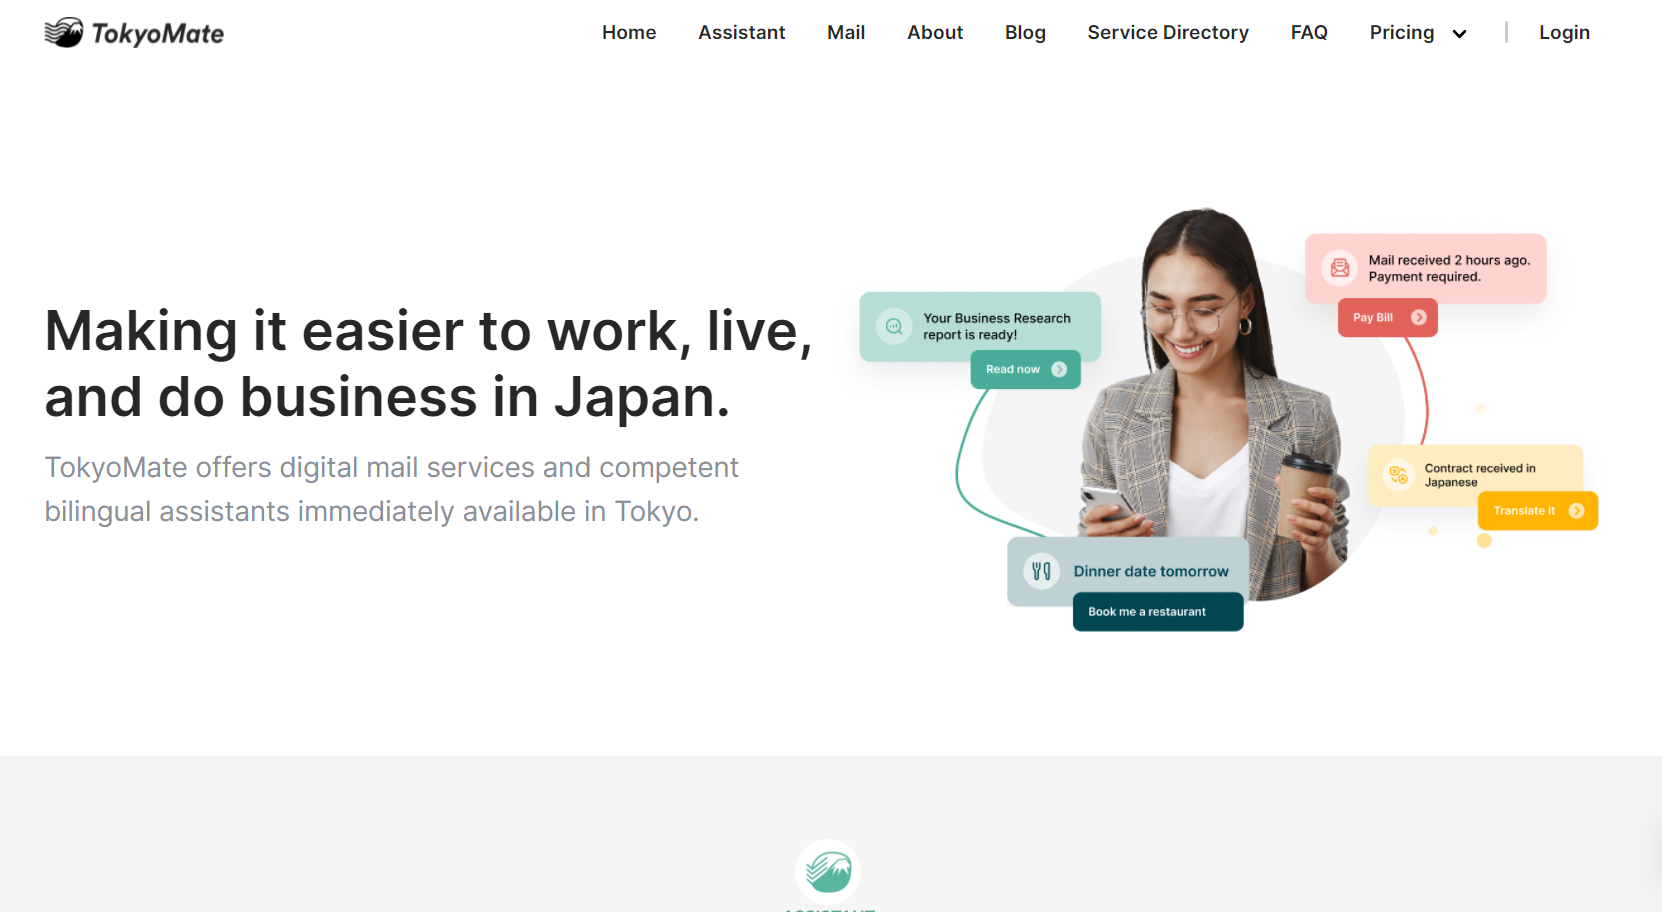 TokyoMate
Home Assistant Mail About Blog Service Directory FAQ Pricing Login
Making it easier to work, live,
and do business in Japan.
TokyoMate offers digital mail services and competent
bilingual assistants immediately available in Tokyo.
Your Business Research
report is ready!
Read now
Mail received 2 hours ago.
Payment required.
Pay Bill
Contract received in
Japanese
Translate it
Dinner date tomorrow
Book me a restaurant
ASSISTANT